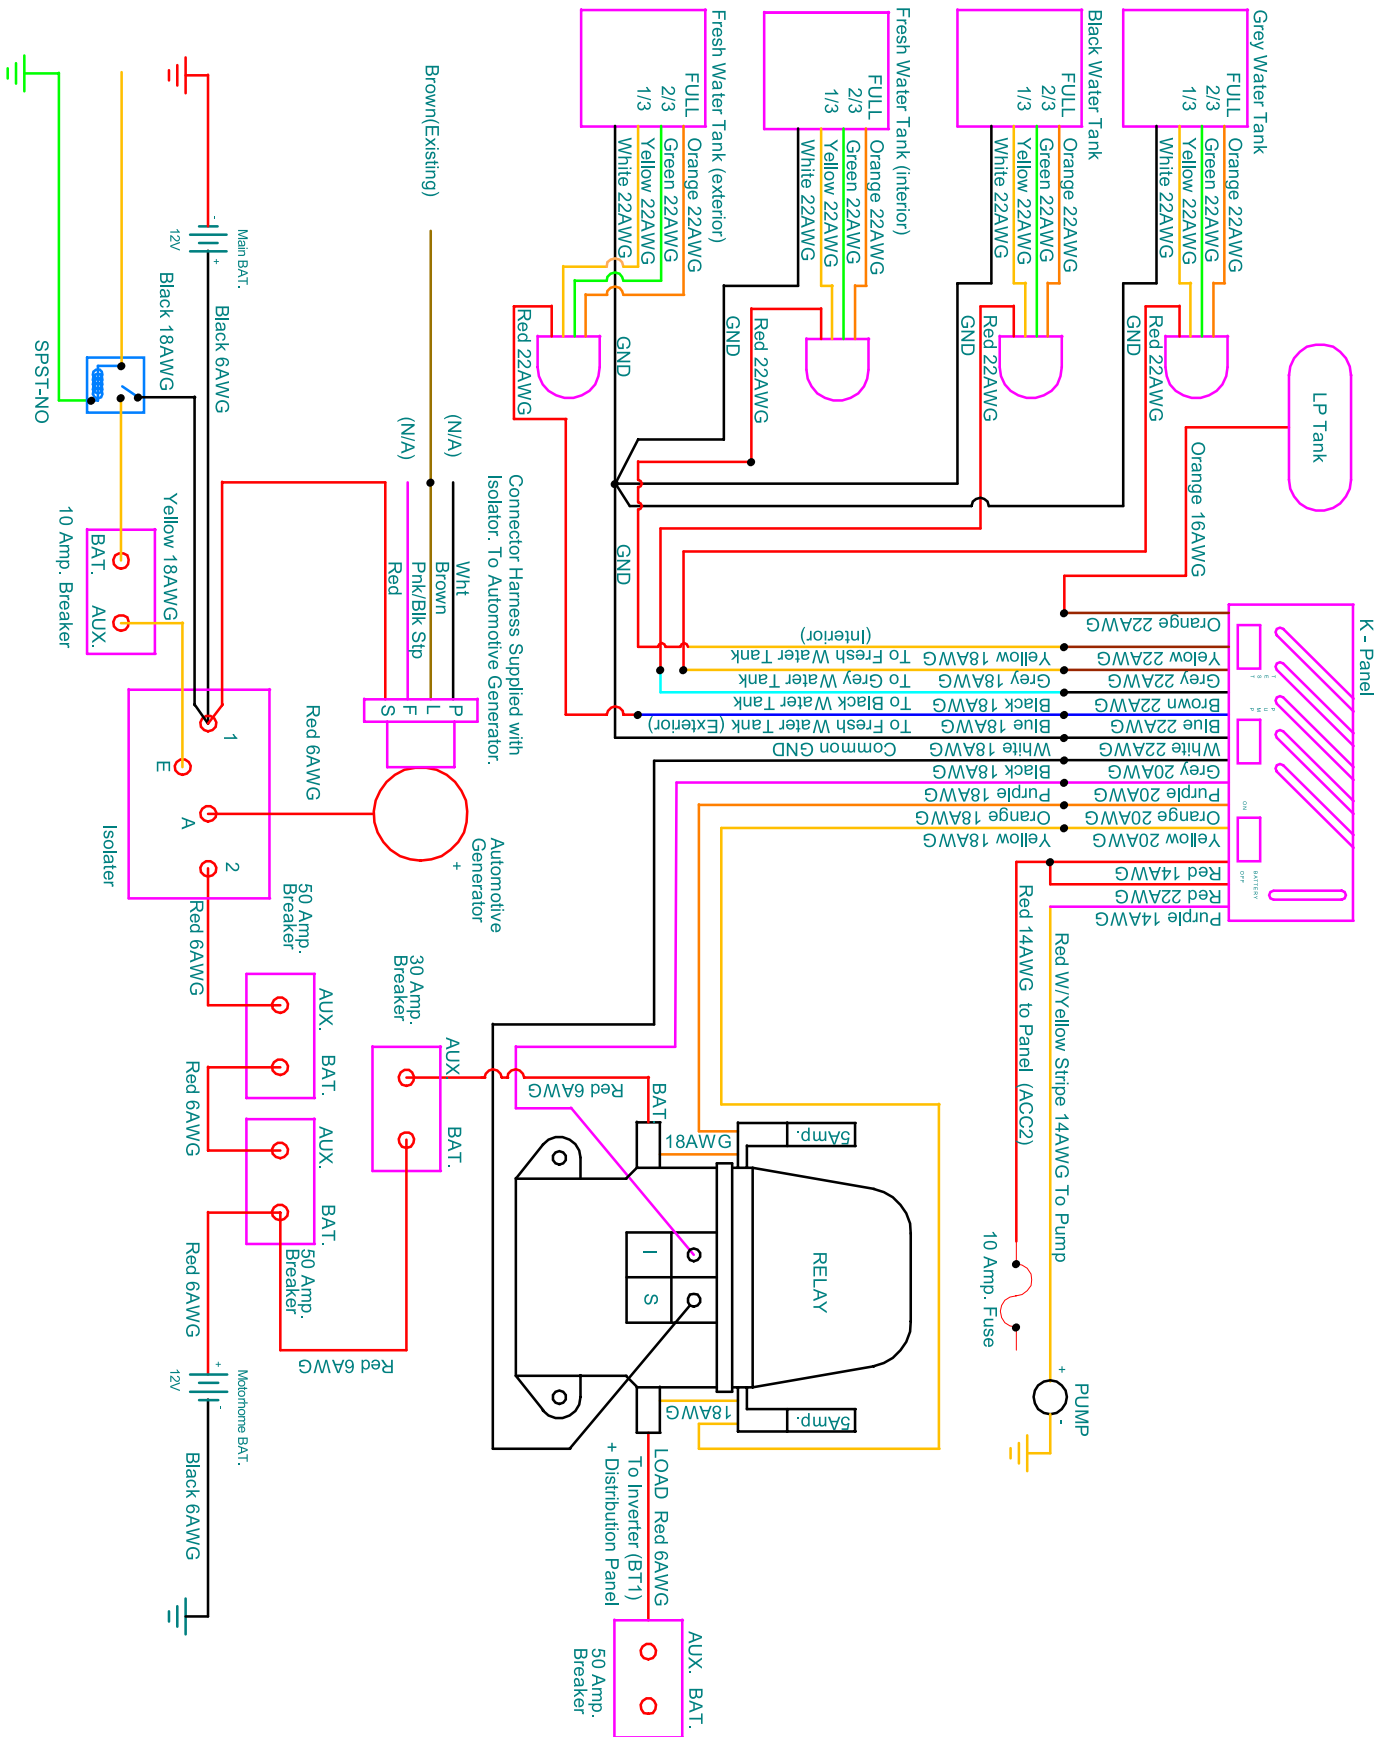 Grey Water Tank
FULL
2/3
1/3
Orange 22AWG
Green 22AWG
Yellow 22AWG
White 22AWG
Red 22AWG
GND
Black Water Tank
FULL
2/3
1/3
Orange 22AWG
Green 22AWG
Yellow 22AWG
White 22AWG
Red 22AWG
GND
Fresh Water Tank (interior)
FULL
2/3
1/3
Orange 22AWG
Green 22AWG
Yellow 22AWG
White 22AWG
Red 22AWG
GND
Fresh Water Tank (exterior)
FULL
2/3
1/3
Orange 22AWG
Green 22AWG
Yellow 22AWG
White 22AWG
Red 22AWG
GND
GND
LP Tank
Orange 16AWG
K - Panel
TEST
PUMP
ON
BATTERY
OFF
Orange 22AWG
Yelow 22AWG
Grey 22AWG
Brown 22AWG
Blue 22AWG
White 22AWG
Grey 20AWG
Purple 20AWG
Orange 20AWG
Yellow 20AWG
Red 14AWG
Red 22AWG
Purple 14AWG
Yellow 18AWG To Fresh Water Tank
(Interior)
Grey 18AWG To Grey Water Tank
Black 18AWG To Black Water Tank
Blue 18AWG To Fresh Water Tank (Exterior)
White 18AWG Common GND
Black 18AWG
Purple 18AWG
Orange 18AWG
Yellow 18AWG
Red W/Yellow Stripe 14AWG To Pump
Red 14AWG to Panel (ACC2)
10 Amp. Fuse
PUMP
+
-
Brown(Existing)
(N/A)
(N/A)
Connector Harness Supplied with
Isolator. To Automotive Generator.
Wht
Brown
Pnk/Blk Stp
Red
P
L
F
S
Automotive
Generator
+
Main BAT.
12V
-
+
Black 6AWG
Black 18AWG
SPST-NO
Yellow 18AWG
10 Amp. Breaker
BAT.
AUX.
Red 6AWG
1
E
A
2
Isolater
Red 6AWG
50 Amp.
Breaker
AUX.
BAT.
Red 6AWG
AUX.
BAT.
50 Amp.
Breaker
Red 6AWG
Motorhome BAT.
12V
+
-
Black 6AWG
30 Amp.
Breaker
AUX
BAT.
Red 6AWG
Red 6AWG
BAT
18AWG
5Amp.
RELAY
I
S
18AWG
5Amp.
LOAD Red 6AWG
To Inverter (BT1)
+ Distribution Panel
AUX.
BAT.
50 Amp.
Breaker